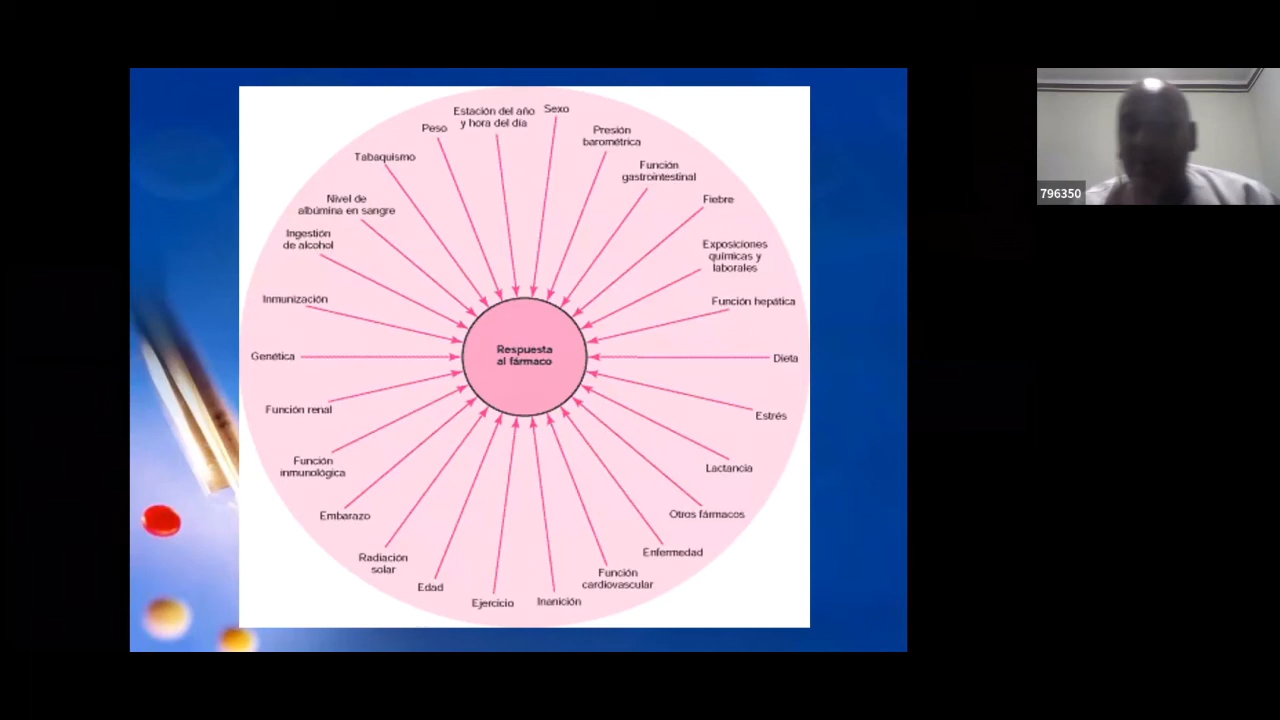 Estación del año
y hora del día
Sexo
Peso
Presión
barométrica
Tabaquismo
Función
gastrointestinal
Nivel de
albúmina en sangre
Fiebre
Ingestión
de alcohol
Exposiciones
químicas y
laborales
Inmunización
Función hepática
Respuesta
al fármaco
Genética
Dieta
Función renal
Estrés
Función
inmunológica
Lactancia
Embarazo
Otros fármacos
Radiación
solar
Enfermedad
Edad
Función
cardiovascular
Ejercicio
Inanición
796350